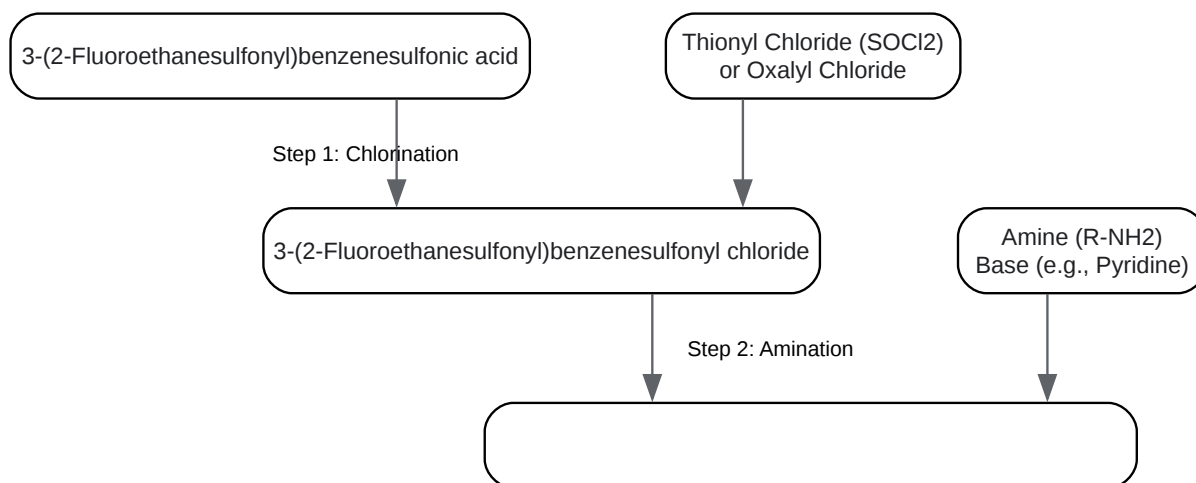 3-(2-Fluoroethanesulfonyl)benzenesulfonic acid
Thionyl Chloride (SOCl2)
or Oxalyl Chloride
Step 1: Chlorination
3-(2-Fluoroethanesulfonyl)benzenesulfonyl chloride
Amine (R-NH2)
Base (e.g., Pyridine)
Step 2: Amination